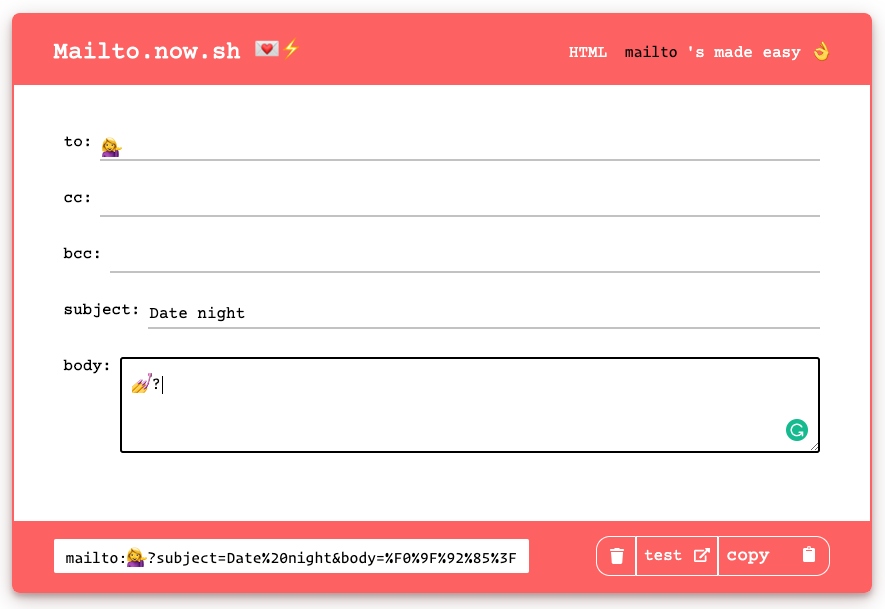 Mailto.now.sh 💌⚡
HTML mailto 's made easy 👌
to: 💁‍♀️
cc:
bcc:
subject: Date night
body: 💅?
mailto:💁‍♀️?subject=Date%20night&body=%F0%9F%92%85%3F
test
copy